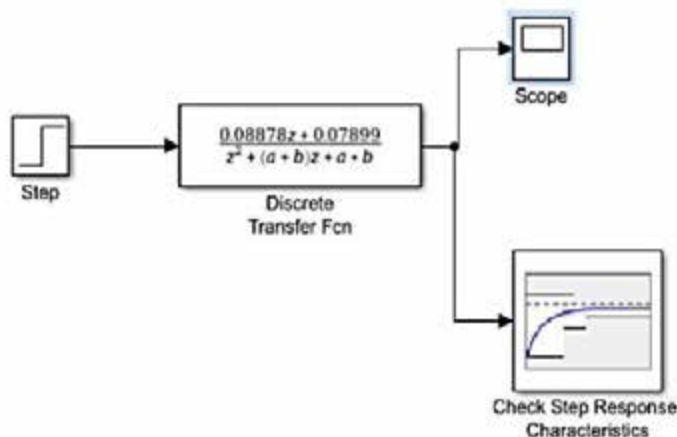 Scope
Step
0.08878z + 0.07899
z² + (a + b)z + a * b
Discrete
Transfer Fcn
Check Step Response
Characteristics